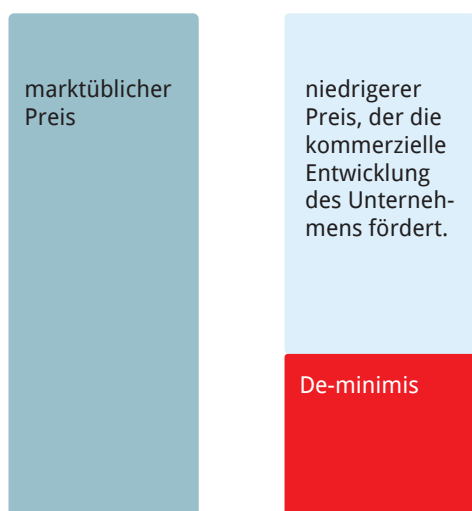 marktüblicher
Preis
niedrigerer
Preis, der die
kommerzielle
Entwicklung
des Unterneh-
mens fördert.
De-minimis